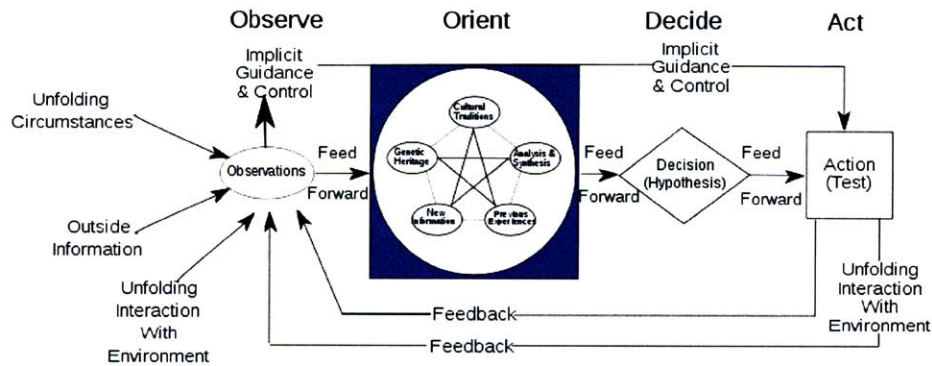 Observe
Orient
Decide
Act
Implicit
Guidance
& Control
Implicit
Guidance
& Control
Unfolding
Circumstances
Observations
Feed
Forward
Cultural
Traditions
Genetic
Heritage
Analysis &
Synthesis
New
Information
Previous
Experiences
Feed
Forward
Decision
(Hypothesis)
Feed
Forward
Action
(Test)
Outside
Information
Unfolding
Interaction
With
Environment
Unfolding
Interaction
With
Environment
Feedback
Feedback